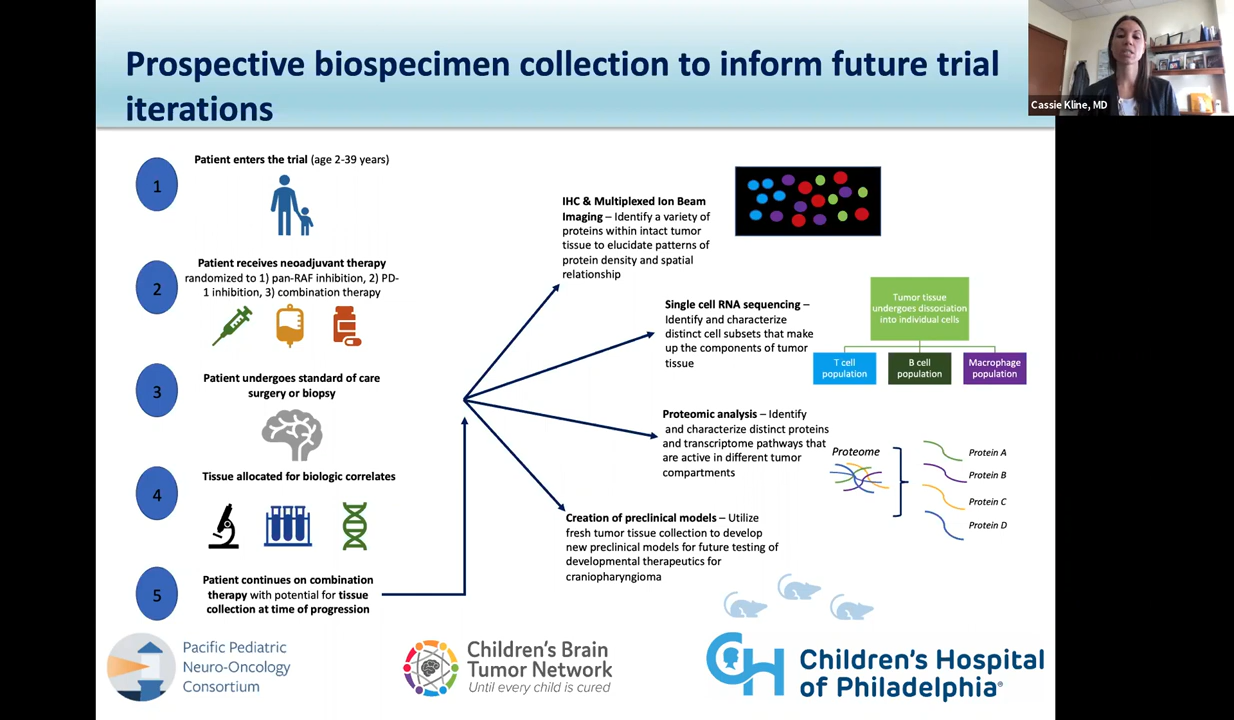 Prospective biospecimen collection to inform future trial
iterations
Cassie Kline, MD
1
Patient enters the trial (age 2-39 years)
2
Patient receives neoadjuvant therapy
randomized to 1) pan-RAF inhibition, 2) PD-
1 inhibition, 3) combination therapy
3
Patient undergoes standard of care
surgery or biopsy
4
Tissue allocated for biologic correlates
5
Patient continues on combination
therapy with potential for tissue
collection at time of progression
IHC & Multiplexed Ion Beam
Imaging – Identify a variety of
proteins within intact tumor
tissue to elucidate patterns of
protein density and spatial
relationship
Single cell RNA sequencing –
Identify and characterize
distinct cell subsets that make
up the components of tumor
tissue
Tumor tissue
undergoes dissociation
into individual cells
T cell
population
B cell
population
Macrophage
population
Proteomic analysis – Identify
and characterize distinct proteins
and transcriptome pathways that
are active in different tumor
compartments
Proteome
Protein A
Protein B
Protein C
Protein D
Creation of preclinical models – Utilize
fresh tumor tissue collection to develop
new preclinical models for future testing of
developmental therapeutics for
craniopharyngioma
Pacific Pediatric
Neuro-Oncology
Consortium
Children's Brain
Tumor Network
Until every child is cured
CH
Children's Hospital
of Philadelphia®